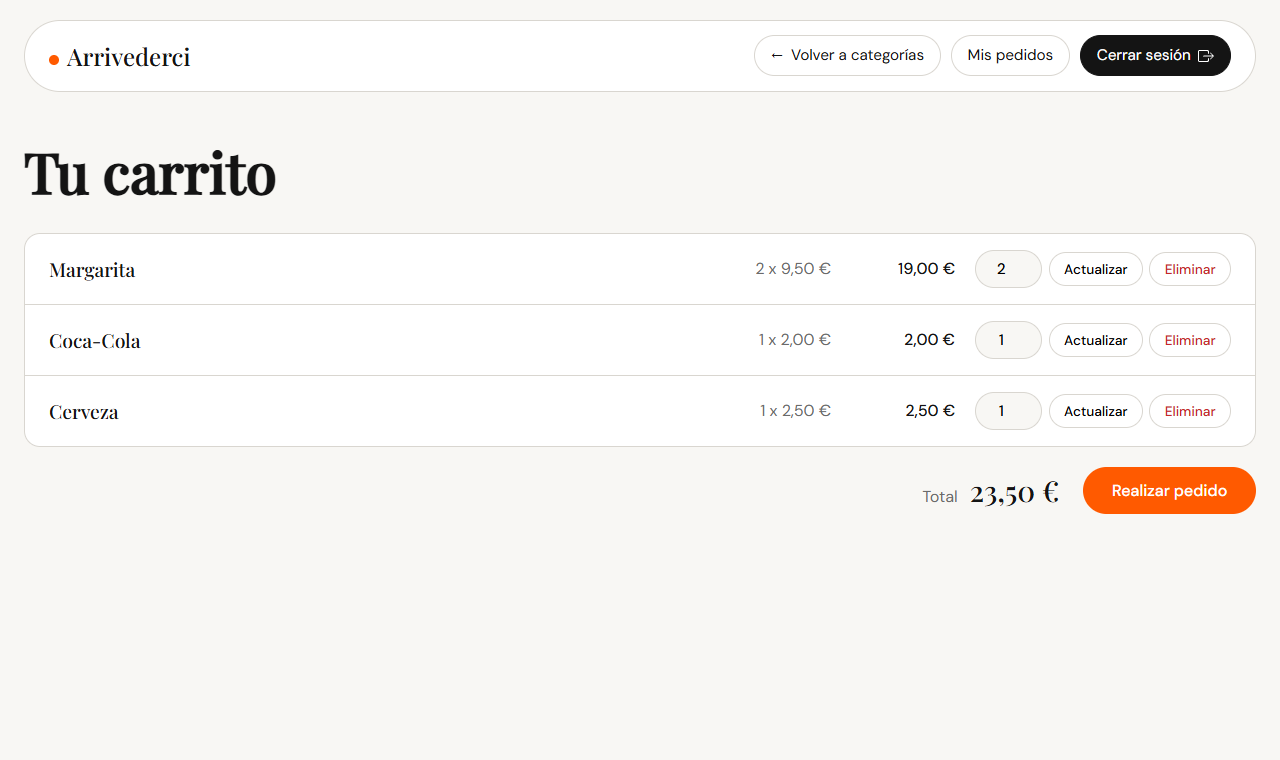 Arrivederci
← Volver a categorías
Mis pedidos
Cerrar sesión
Tu carrito
Margarita 2 x 9,50 € 19,00 € 2 Actualizar Eliminar
Coca-Cola 1 x 2,00 € 2,00 € 1 Actualizar Eliminar
Cerveza 1 x 2,50 € 2,50 € 1 Actualizar Eliminar
Total 23,50 € Realizar pedido